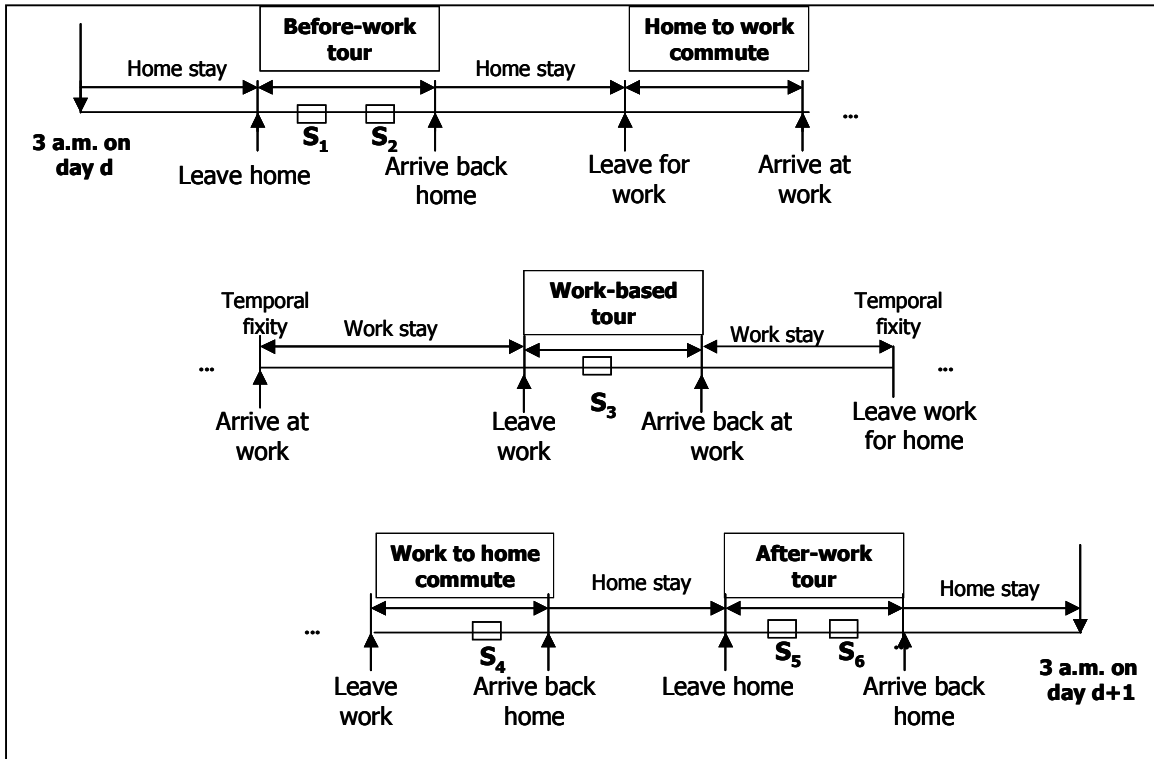 Before-work
tour
Home to work
commute
Home stay
Home stay
S1
S2
...
3 a.m. on
day d
Leave home
Arrive back
home
Leave for
work
Arrive at
work
Work-based
tour
Temporal
fixity
Work stay
Work stay
Temporal
fixity
...
...
S3
Arrive at
work
Leave
work
Arrive back at
work
Leave work
for home
Work to home
commute
After-work
tour
Home stay
Home stay
...
S4
S5
S6
...
Leave
work
Arrive back
home
Leave home
Arrive back
home
3 a.m. on
day d+1